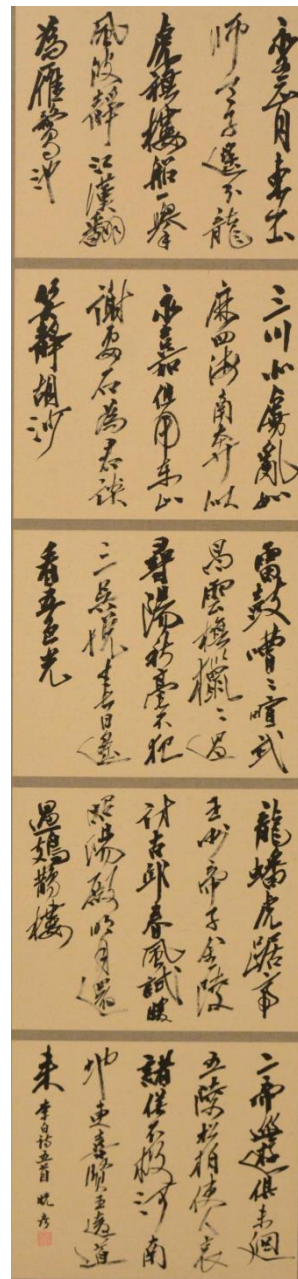 永王正月東出
師天子遥分龍
虎旗樓船一舉
風波靜江漢翻
為雁鶩池
三川北虜亂如
麻四海南奔似
永嘉但用東山
謝安石為君談
笑靜胡沙
雷鼓嘈〻喧武
昌雲旗獵〻過
尋陽秋毫不犯
三吳悅春日遥
看五色光
龍蟠虎踞帝
王州帝子金陵
訪古邱春風試暖
昭陽殿明月還
過鳷鵲樓
二帝巡遊俱未迴
五陵松柏使人哀
諸侯不救河南
地更喜賢王遠道
来 李白詩五首